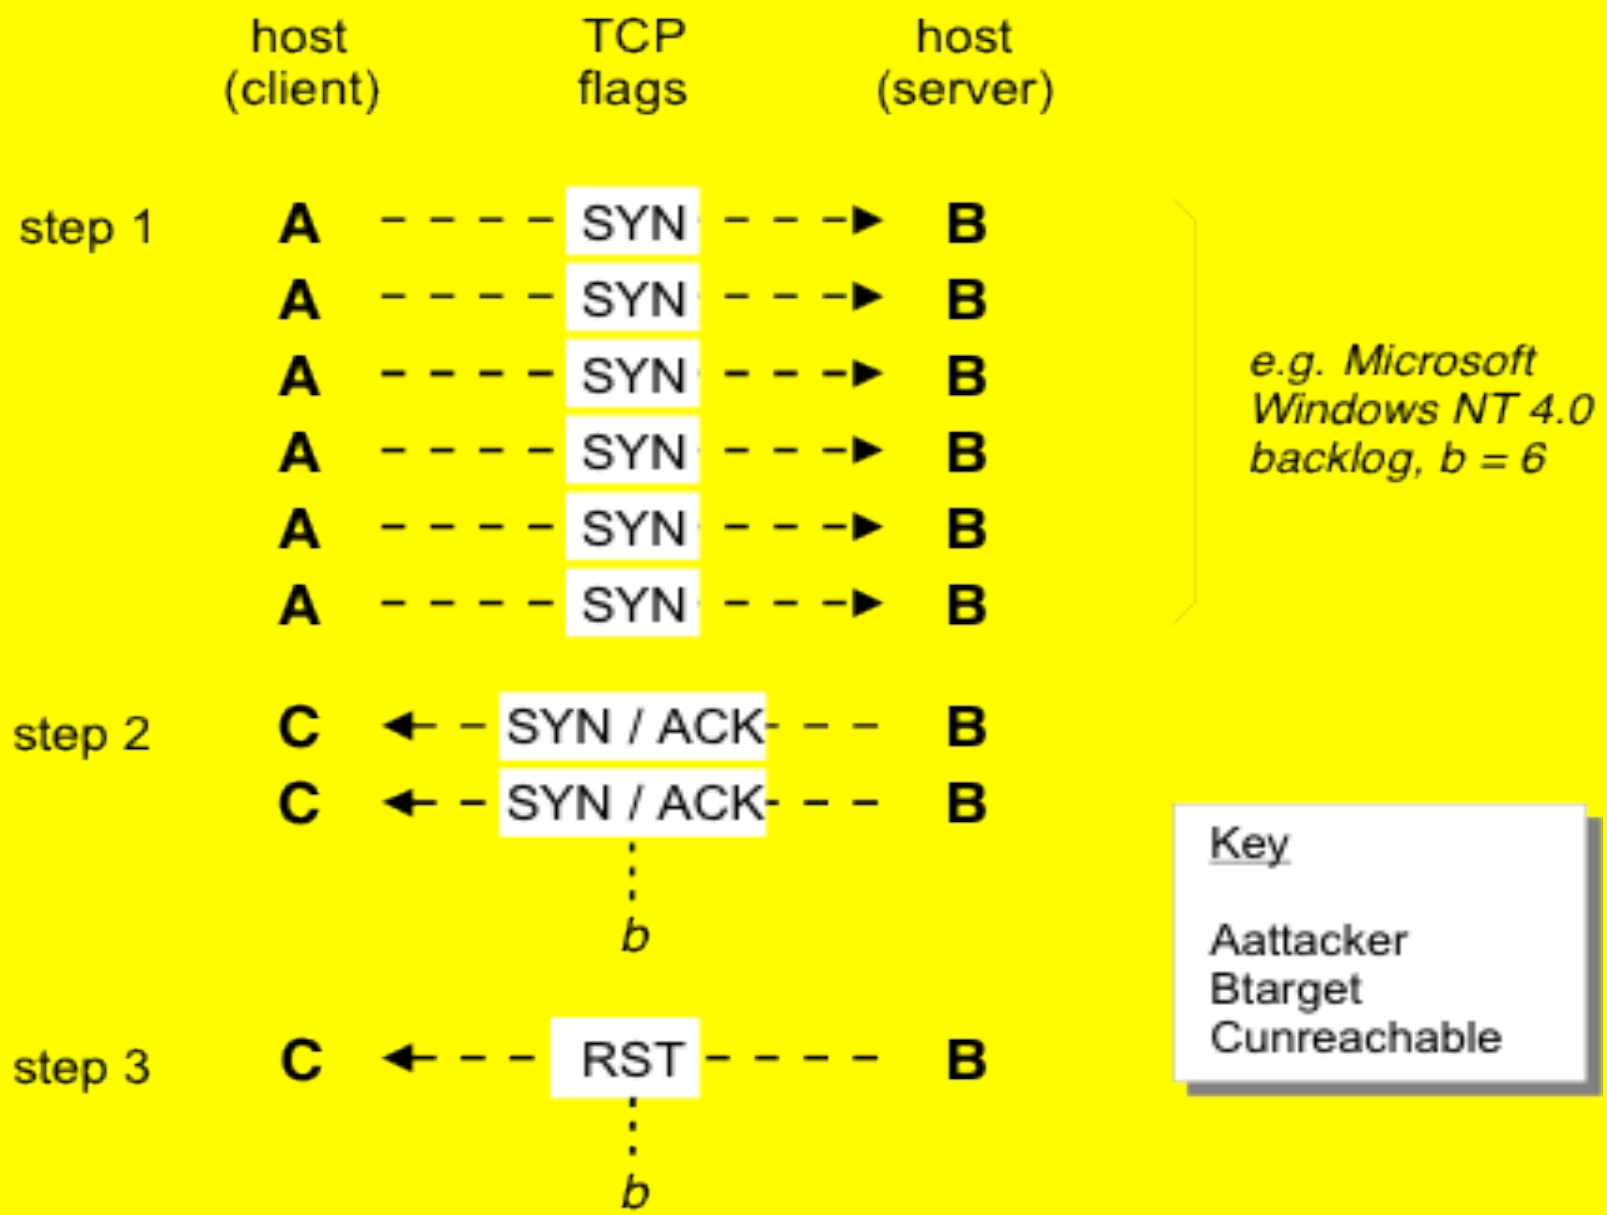 host TCP host
(client) flags (server)
step 1 A SYN B
A SYN B
A SYN B
A SYN B
A SYN B
A SYN B
e.g. Microsoft
Windows NT 4.0
backlog, b = 6
step 2 C SYN / ACK B
C SYN / ACK B
b
step 3 C RST B
b
Key
Aattacker
Btarget
Cunreachable